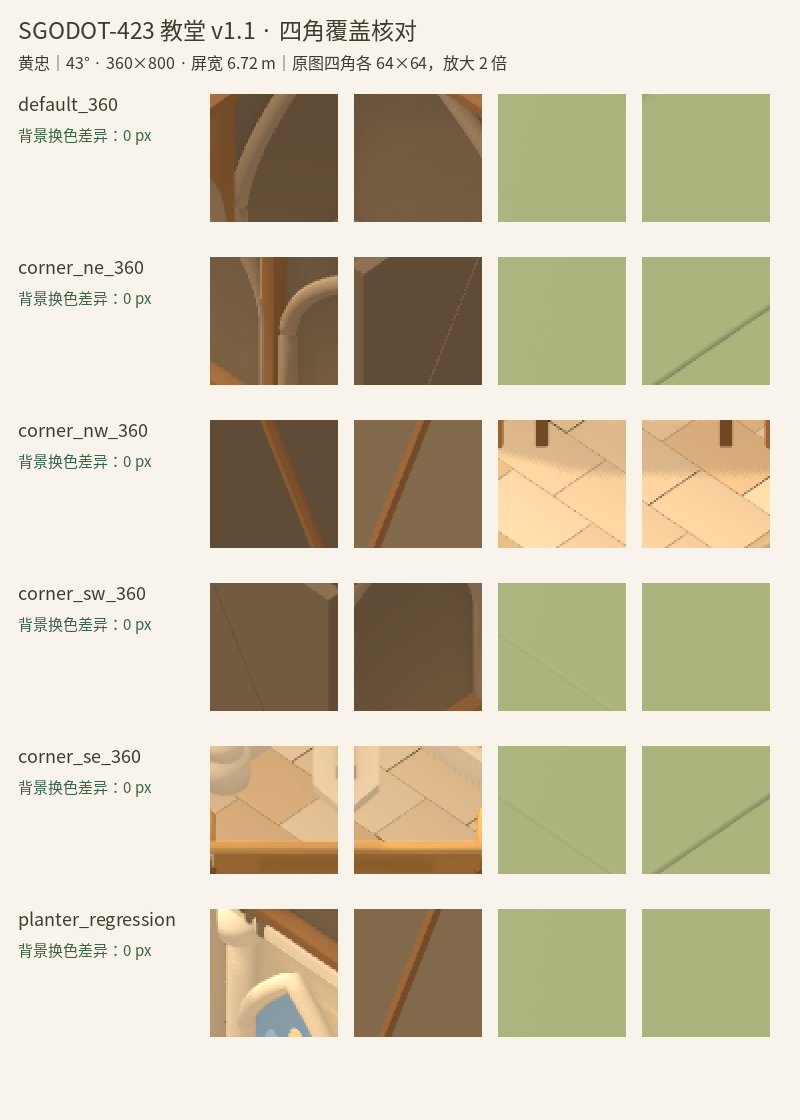 SGODOT-423 教堂 v1.1 · 四角覆盖核对
黄忠｜43° · 360×800 · 屏宽 6.72 m｜原图四角各 64×64，放大 2 倍
default_360
背景换色差异：0 px
corner_ne_360
背景换色差异：0 px
corner_nw_360
背景换色差异：0 px
corner_sw_360
背景换色差异：0 px
corner_se_360
背景换色差异：0 px
planter_regression
背景换色差异：0 px